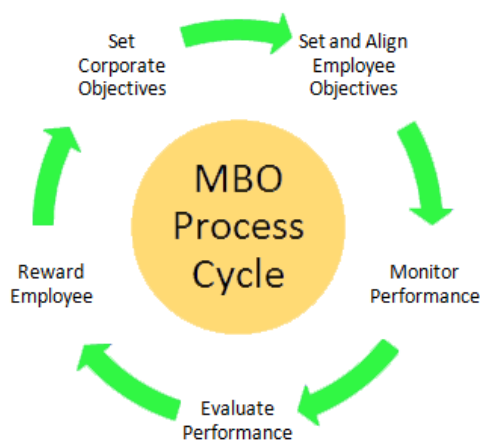 Set
Corporate
Objectives
Set and Align
Employee
Objectives
MBO
Process
Cycle
Monitor
Performance
Evaluate
Performance
Reward
Employee